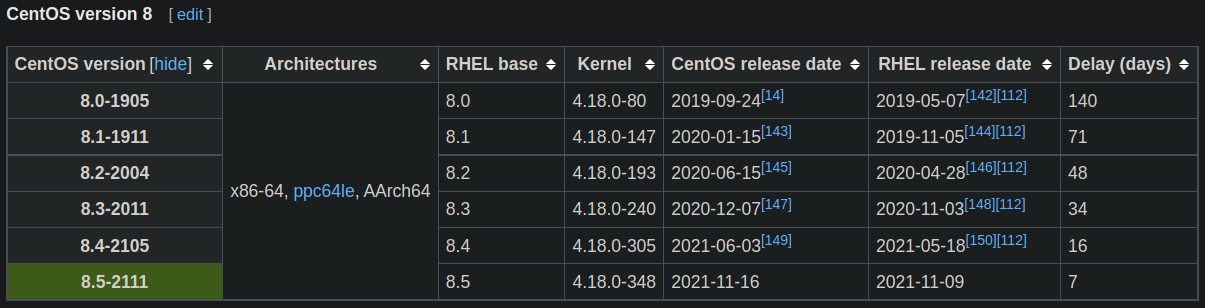 CentOS version 8 [ edit ]
CentOS version [hide] Architectures RHEL base Kernel CentOS release date RHEL release date Delay (days)
8.0-1905 8.0 4.18.0-80 2019-09-24[14] 2019-05-07[142][112] 140
8.1-1911 8.1 4.18.0-147 2020-01-15[143] 2019-11-05[144][112] 71
8.2-2004 8.2 4.18.0-193 2020-06-15[145] 2020-04-28[146][112] 48
x86-64, ppc64le, AArch64
8.3-2011 8.3 4.18.0-240 2020-12-07[147] 2020-11-03[148][112] 34
8.4-2105 8.4 4.18.0-305 2021-06-03[149] 2021-05-18[150][112] 16
8.5-2111 8.5 4.18.0-348 2021-11-16 2021-11-09 7